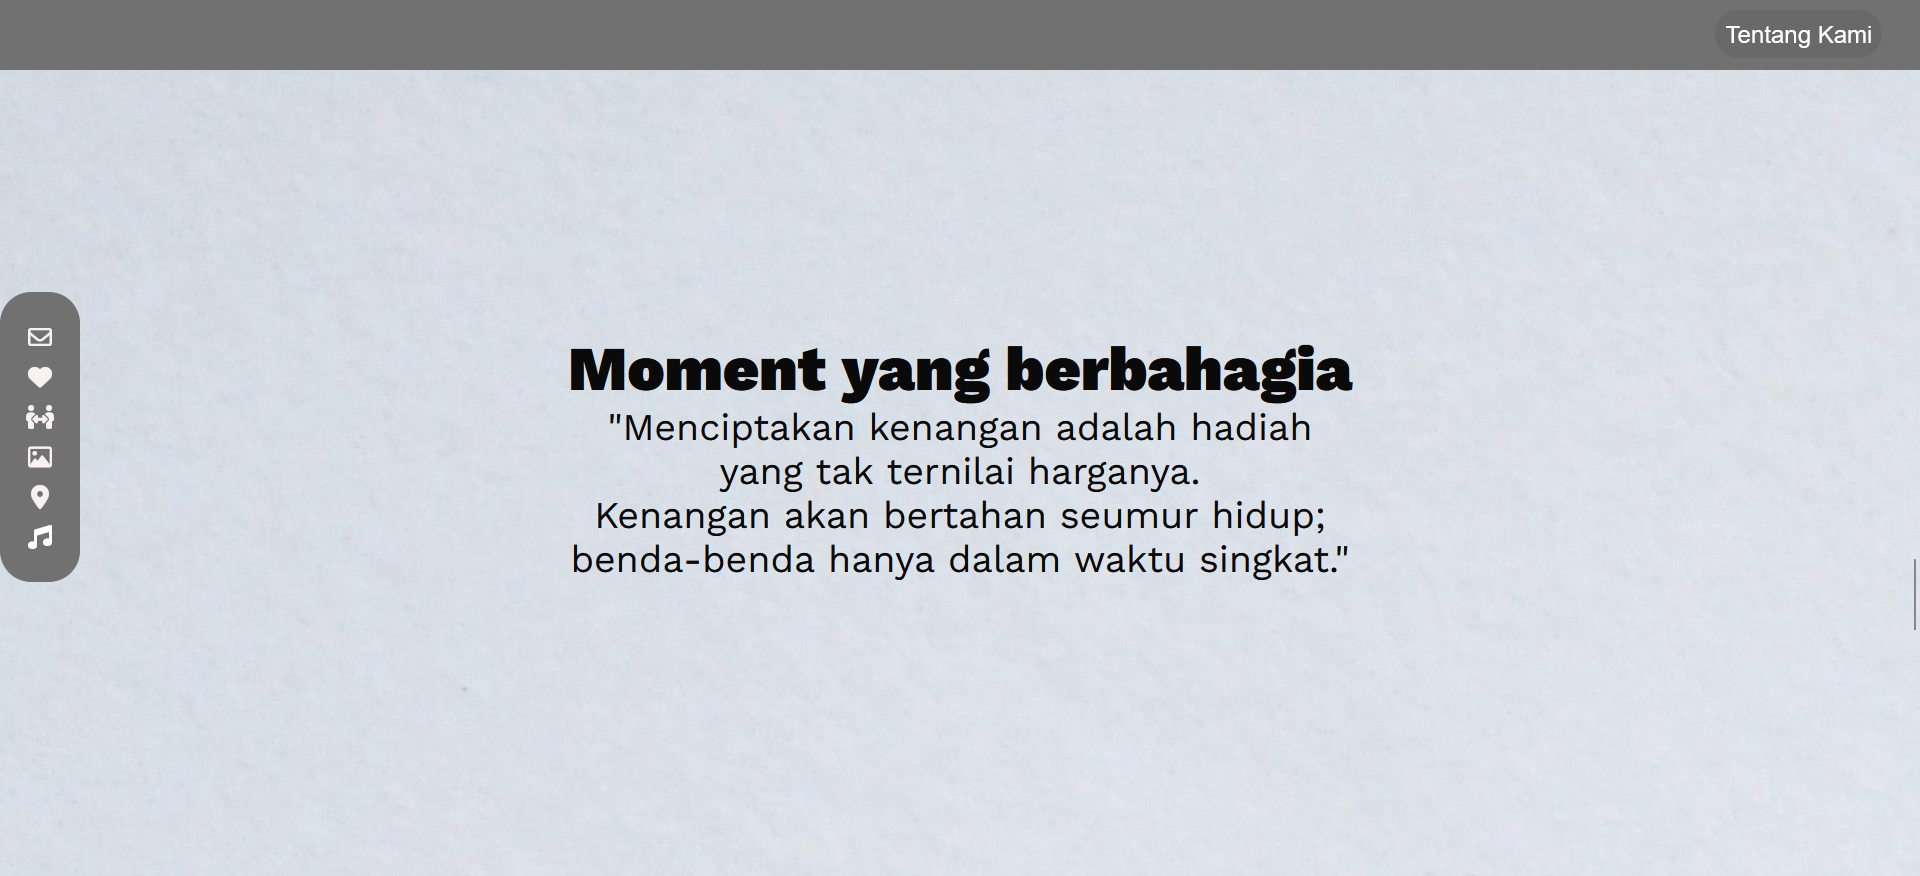 Tentang Kami
Moment yang berbahagia
"Menciptakan kenangan adalah hadiah
yang tak ternilai harganya.
Kenangan akan bertahan seumur hidup;
benda-benda hanya dalam waktu singkat."